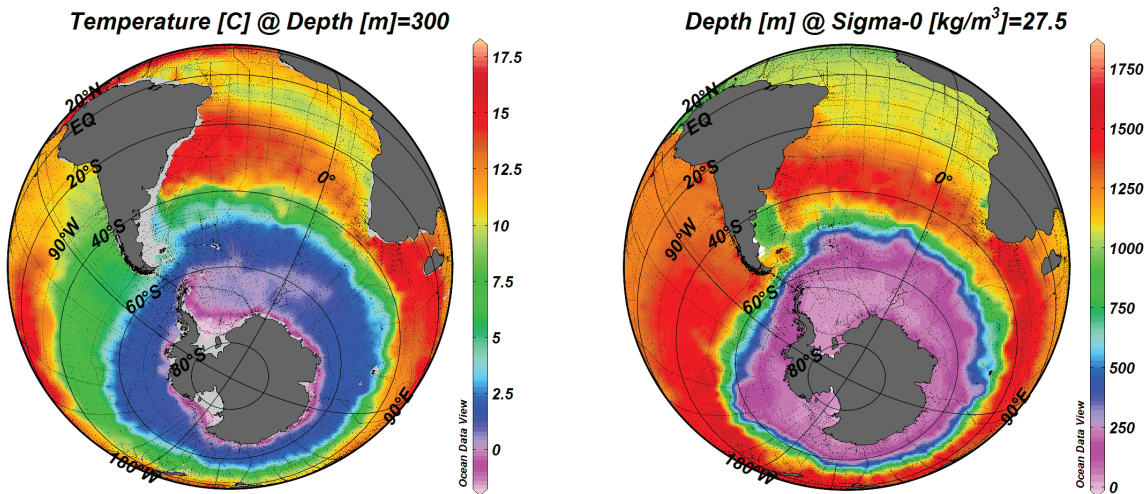 Temperature [C] @ Depth [m]=300
20°N
EQ
20°S
40°S
60°S
80°S
90°W
0°
90°E
180°W
17.5
15
12.5
10
7.5
5
2.5
0
Ocean Data View
Depth [m] @ Sigma-0 [kg/m³]=27.5
20°N
EQ
20°S
40°S
60°S
80°S
90°W
0°
90°E
180°W
1750
1500
1250
1000
750
500
250
0
Ocean Data View